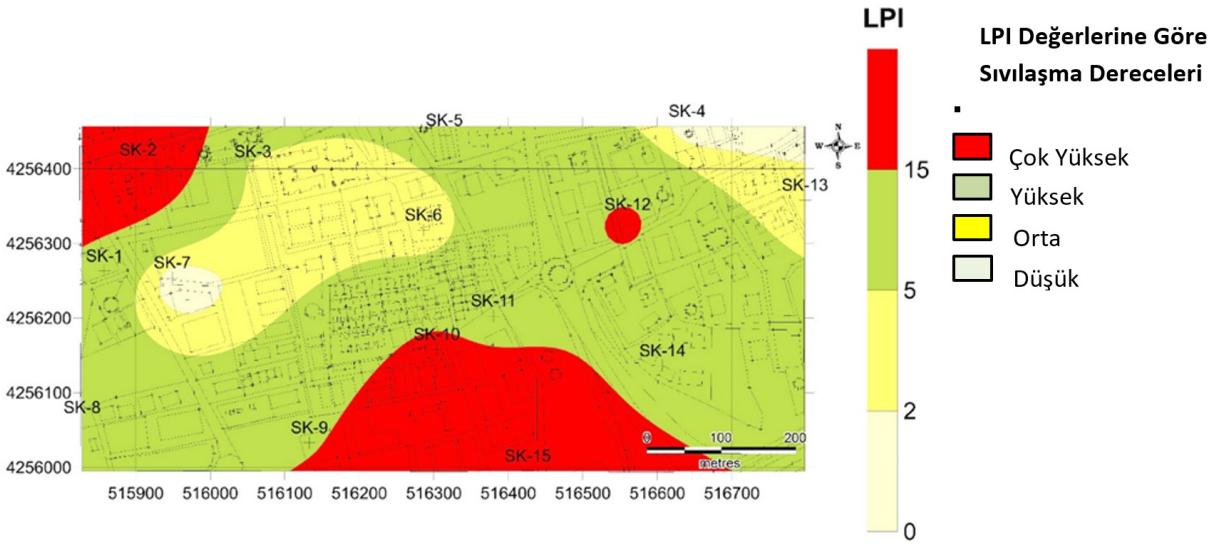 LPI
LPI Değerlerine Göre
Sıvılaşma Dereceleri
Çok Yüksek
Yüksek
Orta
Düşük
15
5
2
0
N
W E
S
SK-4
SK-5
SK-2
SK-3
SK-13
SK-12
SK-6
SK-1
SK-7
SK-11
SK-10
SK-14
SK-8
SK-9
SK-15
4256400
4256300
4256200
4256100
4256000
0 100 200
metres
515900 516000 516100 516200 516300 516400 516500 516600 516700